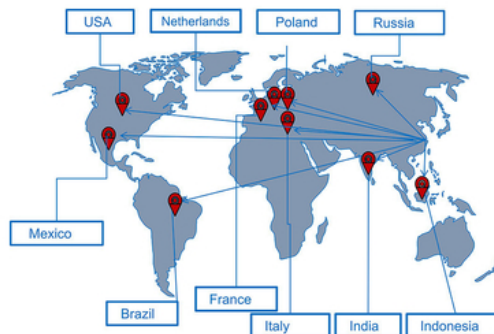 USA
Netherlands
Poland
Russia
Mexico
Brazil
France
Italy
India
Indonesia